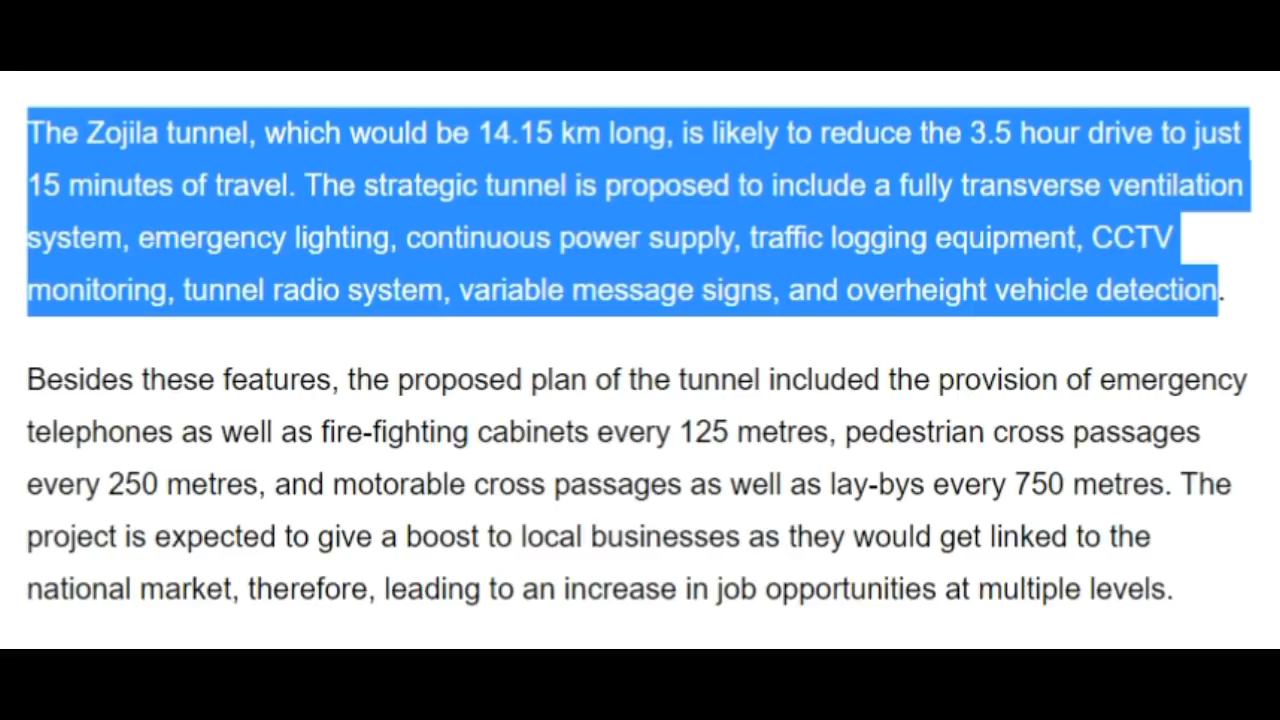 The Zojila tunnel, which would be 14.15 km long, is likely to reduce the 3.5 hour drive to just
15 minutes of travel. The strategic tunnel is proposed to include a fully transverse ventilation
system, emergency lighting, continuous power supply, traffic logging equipment, CCTV
monitoring, tunnel radio system, variable message signs, and overheight vehicle detection.
Besides these features, the proposed plan of the tunnel included the provision of emergency
telephones as well as fire-fighting cabinets every 125 metres, pedestrian cross passages
every 250 metres, and motorable cross passages as well as lay-bys every 750 metres. The
project is expected to give a boost to local businesses as they would get linked to the
national market, therefore, leading to an increase in job opportunities at multiple levels.